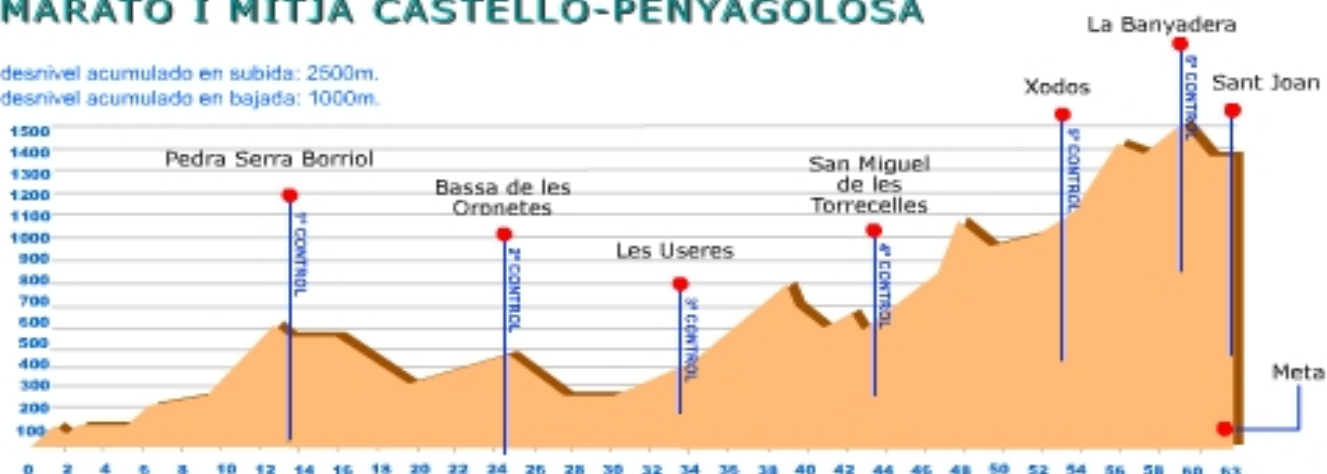 MARATÓ I MITJA CASTELLÓ-PENYAGOLOSA
La Banyadera
desnivel acumulado en subida: 2500m.
desnivel acumulado en bajada: 1000m.
Xodos
Sant Joan
Pedra Serra Borriol
Bassa de les
Oronetes
San Miguel
de les
Torrecelles
Les Useres
1º CONTROL
2º CONTROL
3º CONTROL
4º CONTROL
5º CONTROL
6º CONTROL
1500
1400
1300
1200
1100
1000
900
800
700
600
500
400
300
200
100
Meta
0 2 4 6 8 10 12 14 16 18 20 22 24 26 28 30 32 34 36 38 40 42 44 46 48 50 52 54 56 58 60 63